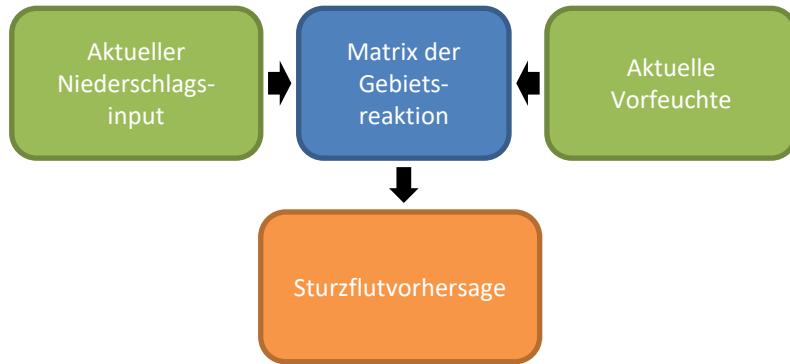 Aktueller
Niederschlags-
input
Matrix der
Gebiets-
reaktion
Aktuelle
Vorfeuchte
Sturzflutvorhersage